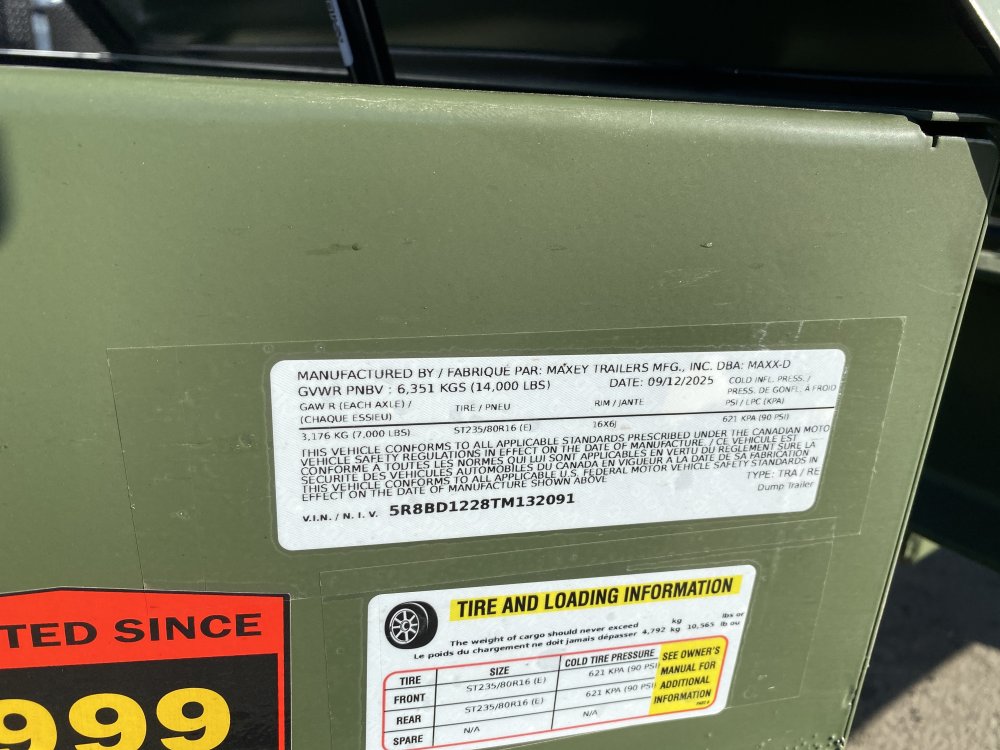 MANUFACTURED BY / FABRIQUÉ PAR: MAXEY TRAILERS MFG., INC. DBA: MAXX-D
GVWR PNBV : 6,351 KGS (14,000 LBS) DATE: 09/12/2025
GAW R (EACH AXLE) / (CHAQUE ESSIEU) TIRE / PNEU RIM / JANTE COLD INFL. PRESS. / PRESS. DE GONFL. À FROID PSI / LPC (KPA)
3,176 KG (7,000 LBS) ST235/80R16 (E) 16X6J 621 KPA (90 PSI)
THIS VEHICLE CONFORMS TO ALL APPLICABLE STANDARDS PRESCRIBED UNDER THE CANADIAN MOTO
VEHICLE SAFETY REGULATIONS IN EFFECT ON THE DATE OF MANUFACTURE / CE VEHICULE EST
CONFORME A TOUTES LES NORMES QUI LUI SONT APPLICABLES EN VERTU DU REGLEMENT SUR LA
SECURITE DES VEHICULES AUTOMOBILES DU CANADA EN VIGUEUR A LA DATE DE SA FABRICATION
THIS VEHICLE CONFORMS TO ALL APPLICABLE U.S. FEDERAL MOTOR VEHICLE SAFETY STANDARDS IN
EFFECT ON THE DATE OF MANUFACTURE SHOWN ABOVE
TYPE: TRA / RE
Dump Trailer
V.I.N. / N. I. V. 5R8BD1228TM132091
TIRE AND LOADING INFORMATION
The weight of cargo should never exceed kg lbs or
Le poids du chargement ne doit jamais dépasser 4,792 kg 10,565 lb ou
TIRE SIZE COLD TIRE PRESSURE
FRONT ST235/80R16 (E) 621 KPA (90 PSI)
REAR ST235/80R16 (E) 621 KPA (90 PSI)
SPARE N/A N/A
SEE OWNER'S
MANUAL FOR
ADDITIONAL
INFORMATION
TED SINCE
999